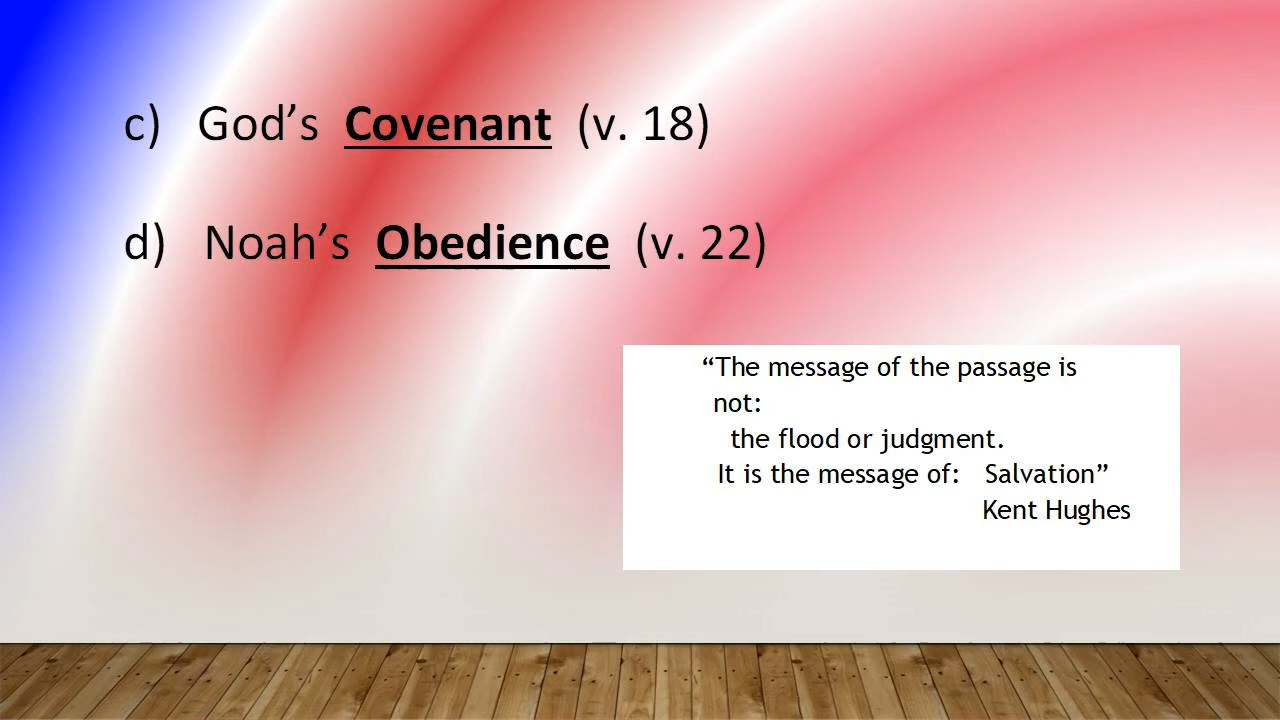 c) God’s Covenant (v. 18)
d) Noah’s Obedience (v. 22)
“The message of the passage is
not:
the flood or judgment.
It is the message of: Salvation”
Kent Hughes